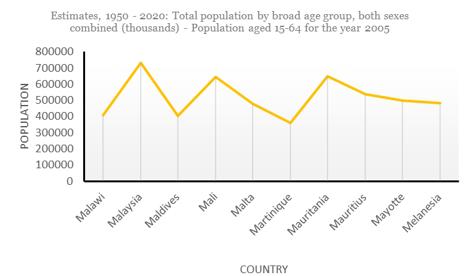 Estimates, 1950 - 2020: Total population by broad age group, both sexes
combined (thousands) - Population aged 15-64 for the year 2005
POPULATION
800000
700000
600000
500000
400000
300000
200000
100000
0
Malawi
Malaysia
Maldives
Mali
Malta
Martinique
Mauritania
Mauritius
Mayotte
Melanesia
COUNTRY